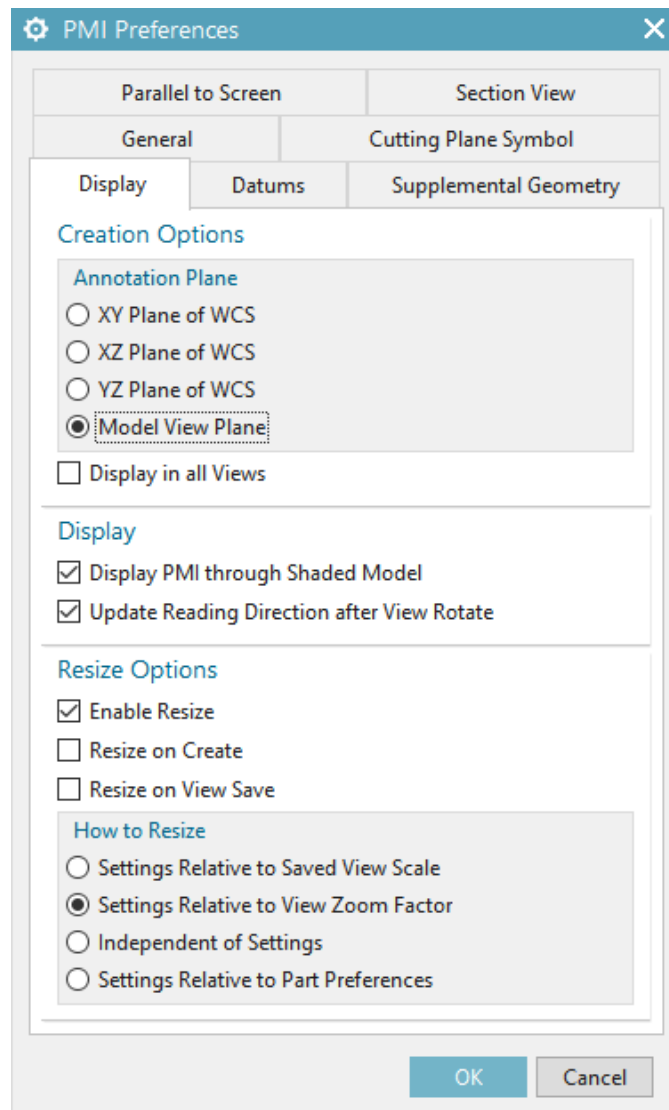 PMI Preferences
Parallel to Screen Section View
General Cutting Plane Symbol
Display Datums Supplemental Geometry
Creation Options
Annotation Plane
XY Plane of WCS
XZ Plane of WCS
YZ Plane of WCS
Model View Plane
Display in all Views
Display
Display PMI through Shaded Model
Update Reading Direction after View Rotate
Resize Options
Enable Resize
Resize on Create
Resize on View Save
How to Resize
Settings Relative to Saved View Scale
Settings Relative to View Zoom Factor
Independent of Settings
Settings Relative to Part Preferences
OK Cancel